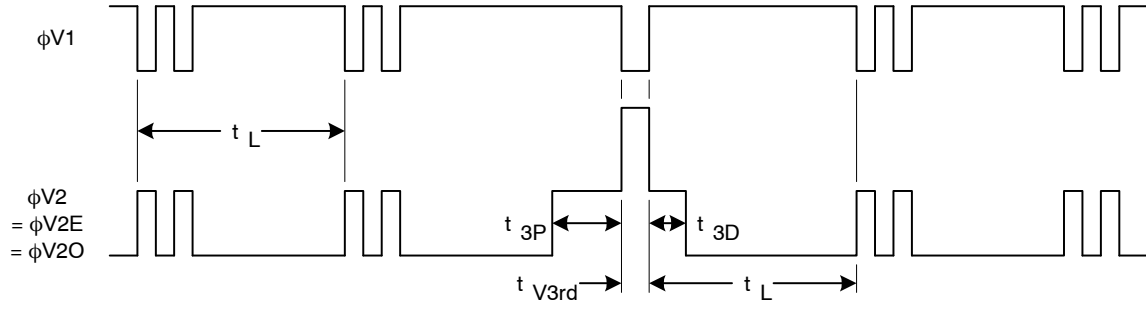 ϕV1
t L
ϕV2
= ϕV2E
= ϕV2O
t 3P
t 3D
t V3rd
t L